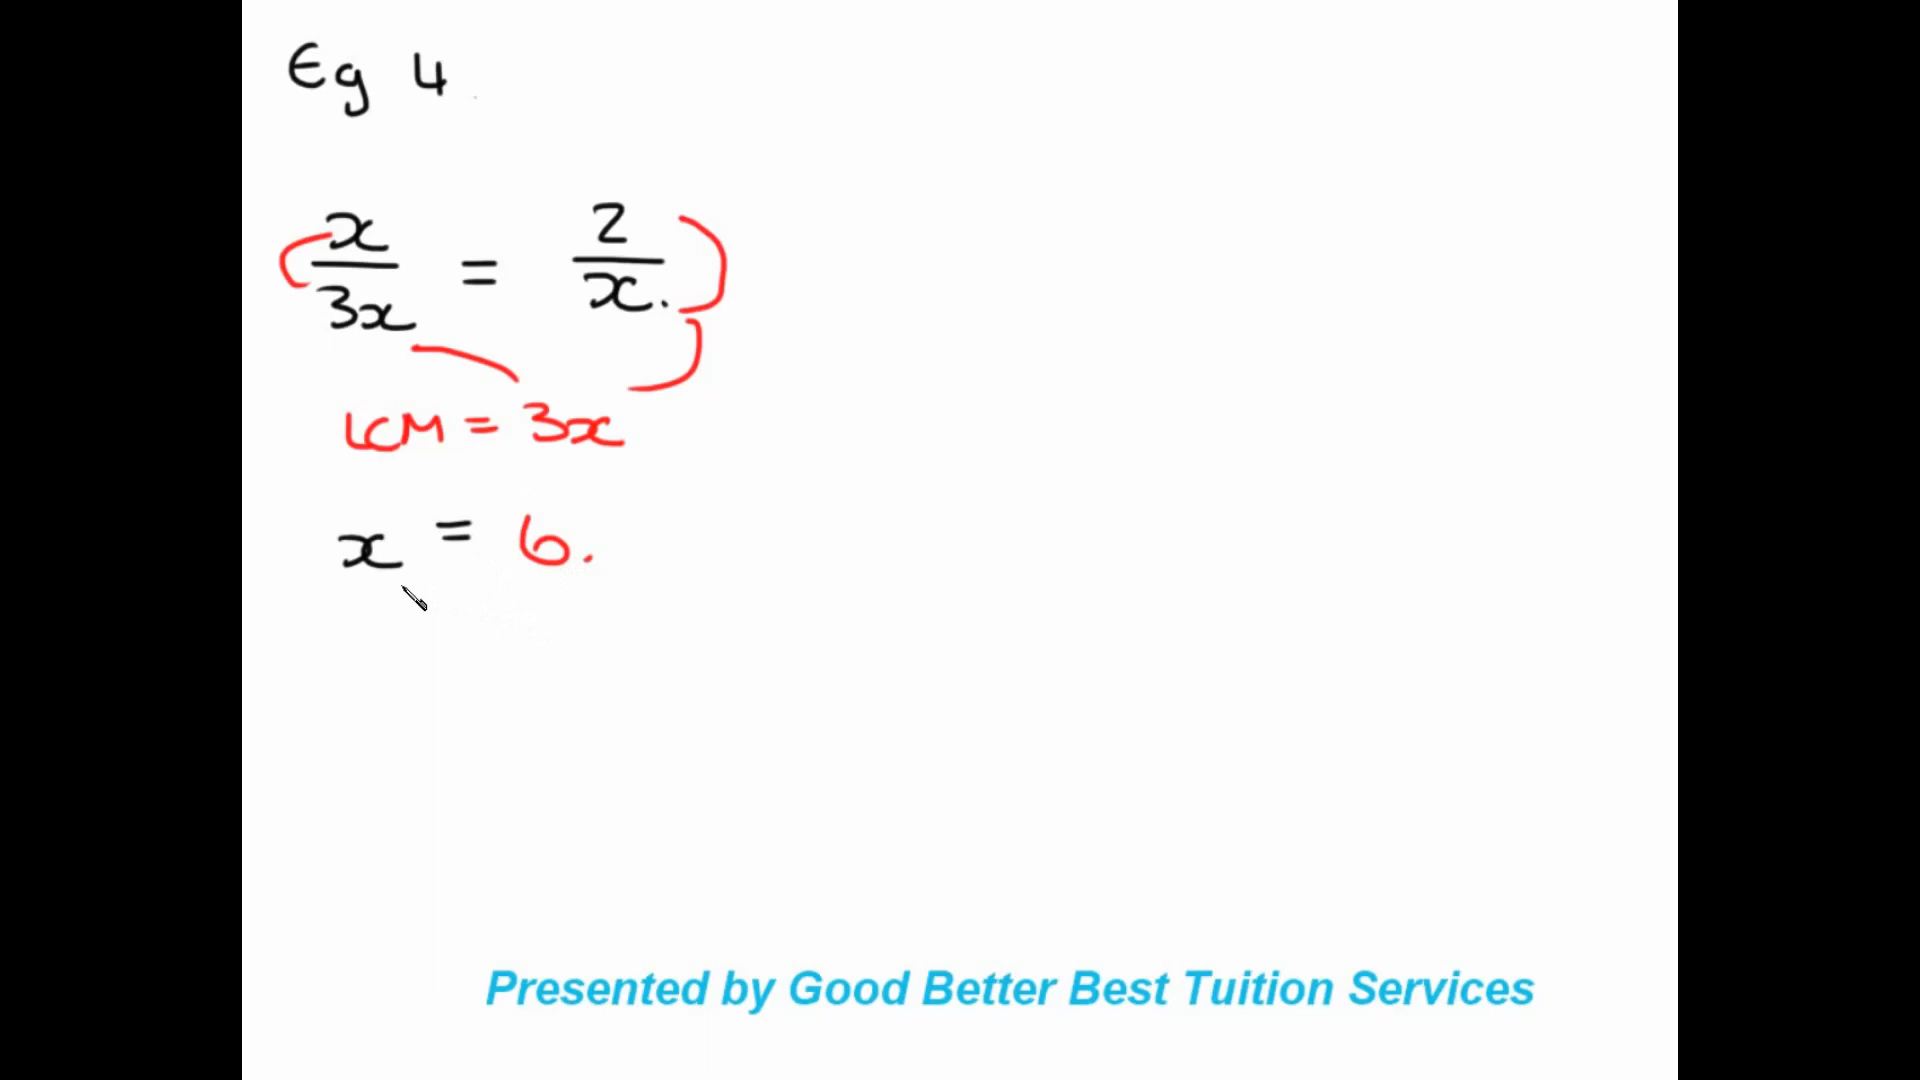 Eg 4
x/3x = 2/x.
LCM = 3x
x = 6.
Presented by Good Better Best Tuition Services